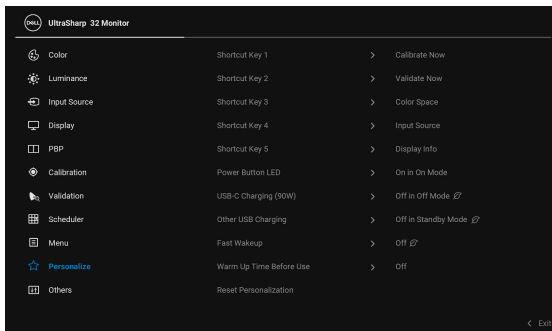 DELL UltraSharp 32 Monitor
Color Shortcut Key 1 > Calibrate Now
Luminance Shortcut Key 2 > Validate Now
Input Source Shortcut Key 3 > Color Space
Display Shortcut Key 4 > Input Source
PBP Shortcut Key 5 > Display Info
Calibration Power Button LED > On in On Mode
Validation USB-C Charging (90W) > Off in Off Mode
Scheduler Other USB Charging > Off in Standby Mode
Menu Fast Wakeup > Off
Personalize Warm Up Time Before Use > Off
Others Reset Personalization
< Exit